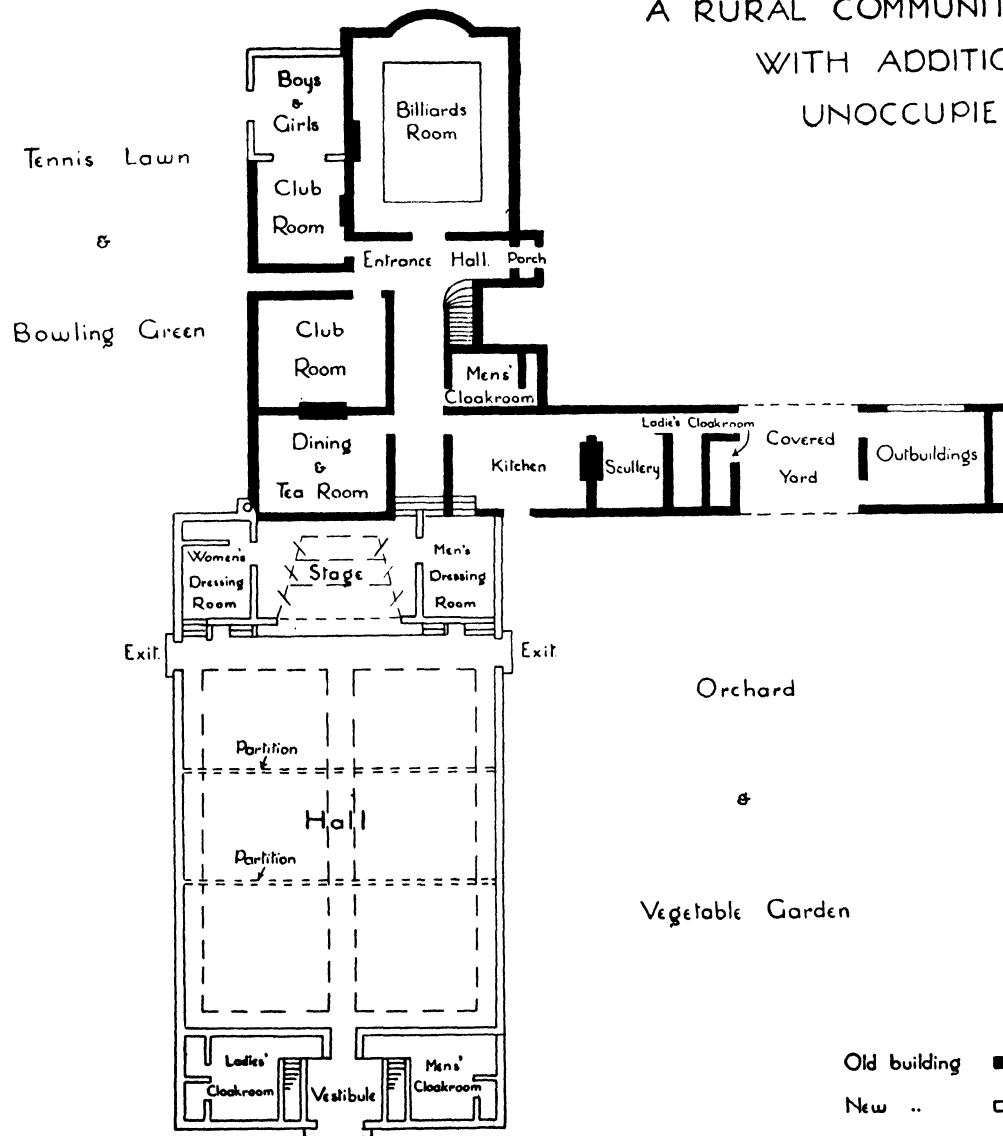 A RURAL COMMUNIT
WITH ADDITIO
UNOCCUPIE
Boys
&
Girls
Club
Room
Billiards
Room
Tennis Lawn
&
Bowling Green
Entrance Hall.
Porch
Club
Room
Mens'
Cloakroom
Dining
&
Tea Room
Kitchen
Scullery
Ladie's Cloakroom
Covered
Yard
Outbuildings
Women's
Dressing
Room
Stage
Men's
Dressing
Room
Exit.
Exit.
Orchard
&
Vegetable Garden
Partition
Hall
Partition
Ladies'
Cloakroom
Vestibule
Mens'
Cloakroom
Old building
New ..